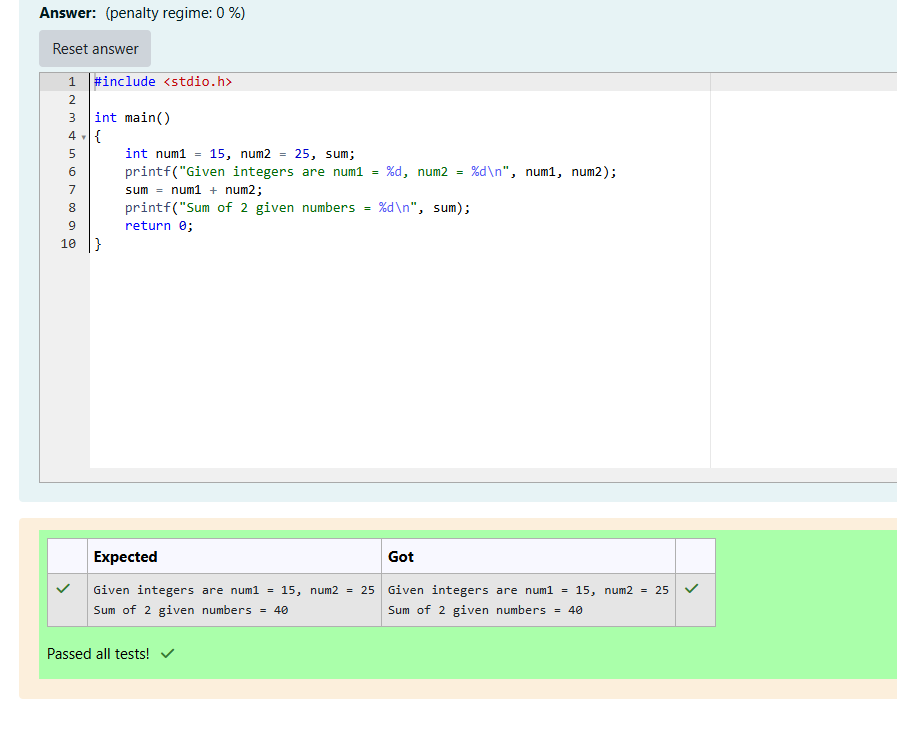 Answer: (penalty regime: 0 %)
Reset answer
1 #include <stdio.h>
2
3 int main()
4 {
5     int num1 = 15, num2 = 25, sum;
6     printf("Given integers are num1 = %d, num2 = %d\n", num1, num2);
7     sum = num1 + num2;
8     printf("Sum of 2 given numbers = %d\n", sum);
9     return 0;
10 }
Expected Got
Given integers are num1 = 15, num2 = 25 Given integers are num1 = 15, num2 = 25
Sum of 2 given numbers = 40 Sum of 2 given numbers = 40
Passed all tests!